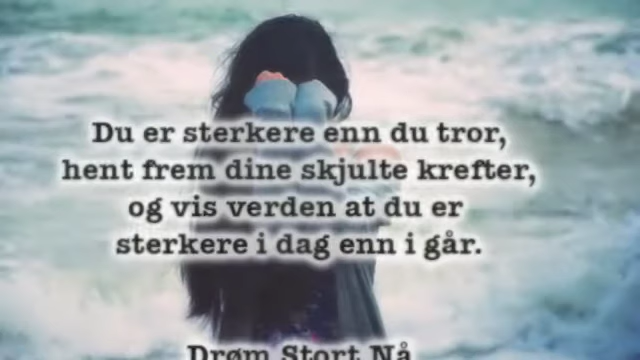 Du er sterkere enn du tror,
hent frem dine skjulte krefter,
og vis verden at du er
sterkere i dag enn i går.
Drøm Stort Nå